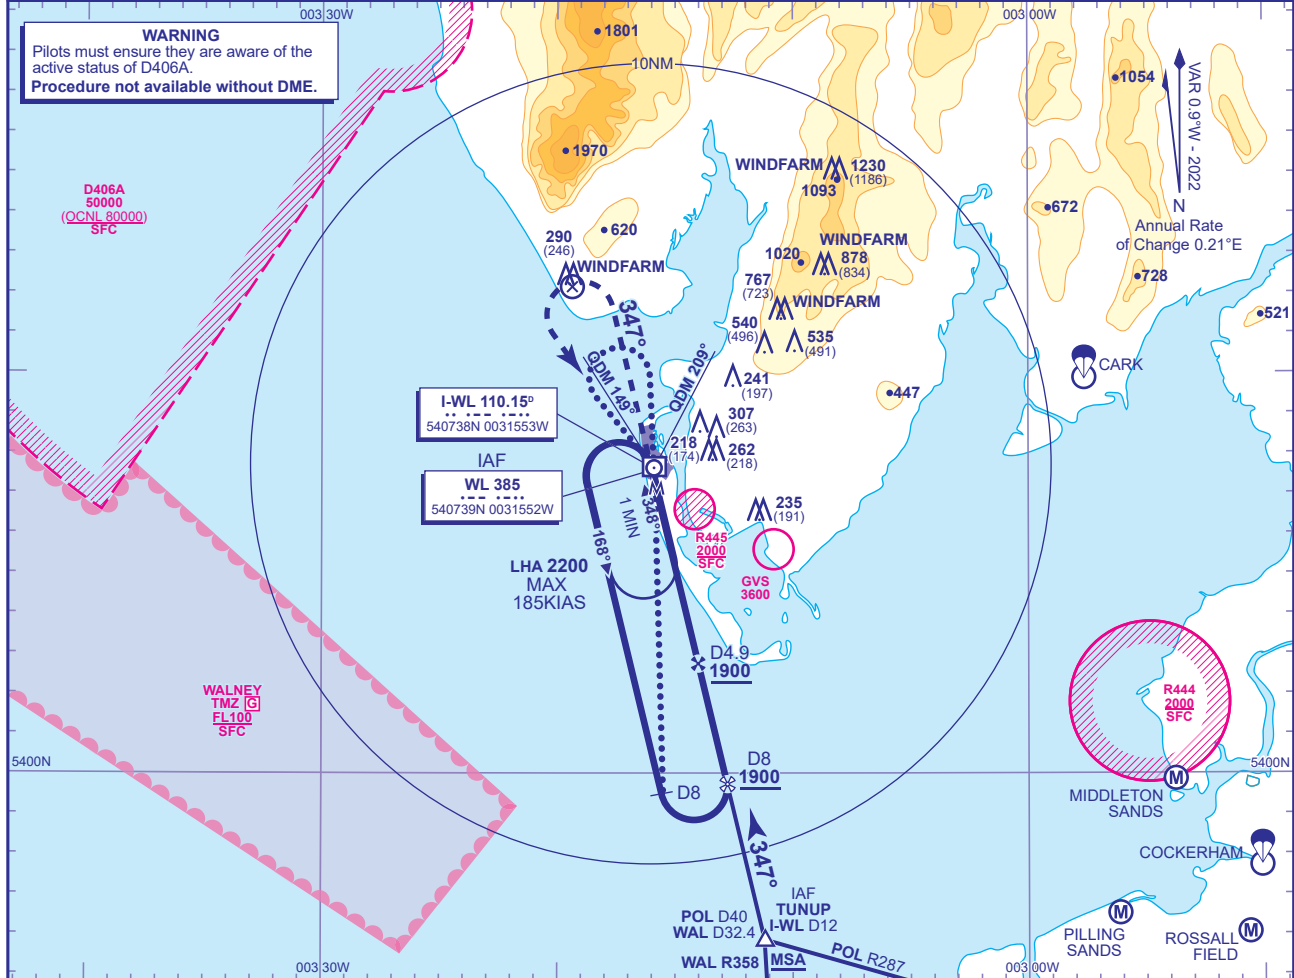 003 30W
003 00W
WARNING
Pilots must ensure they are aware of the
active status of D406A.
Procedure not available without DME.
1801
10NM
1054
VAR 0.9°W - 2022
N
Annual Rate
of Change 0.21°E
1970
WINDFARM
1230
(1186)
1093
D406A
50000
(OCNL 80000)
SFC
672
620
290
(246)
WINDFARM
WINDFARM
1020
878
(834)
728
767
(723)
WINDFARM
521
347°
540
(496)
535
(491)
QDM 149°
QDM 209°
CARK
241
(197)
447
I-WL 110.15ᴰ
540738N 0031553W
307
(263)
218
(174)
262
(218)
IAF
WL 385
540739N 0031552W
1 MIN
348°
168°
235
(191)
R445
2000
SFC
GVS
3600
LHA 2200
MAX
185KIAS
D4.9
1900
WALNEY
TMZ G
FL100
SFC
R444
2000
SFC
5400N
5400N
D8
1900
D8
M
MIDDLETON
SANDS
347°
COCKERHAM
IAF
TUNUP
I-WL D12
POL D40
WAL D32.4
M
PILLING
SANDS
M
ROSSALL
FIELD
POL R287
WAL R358
MSA
003 30W
003 00W